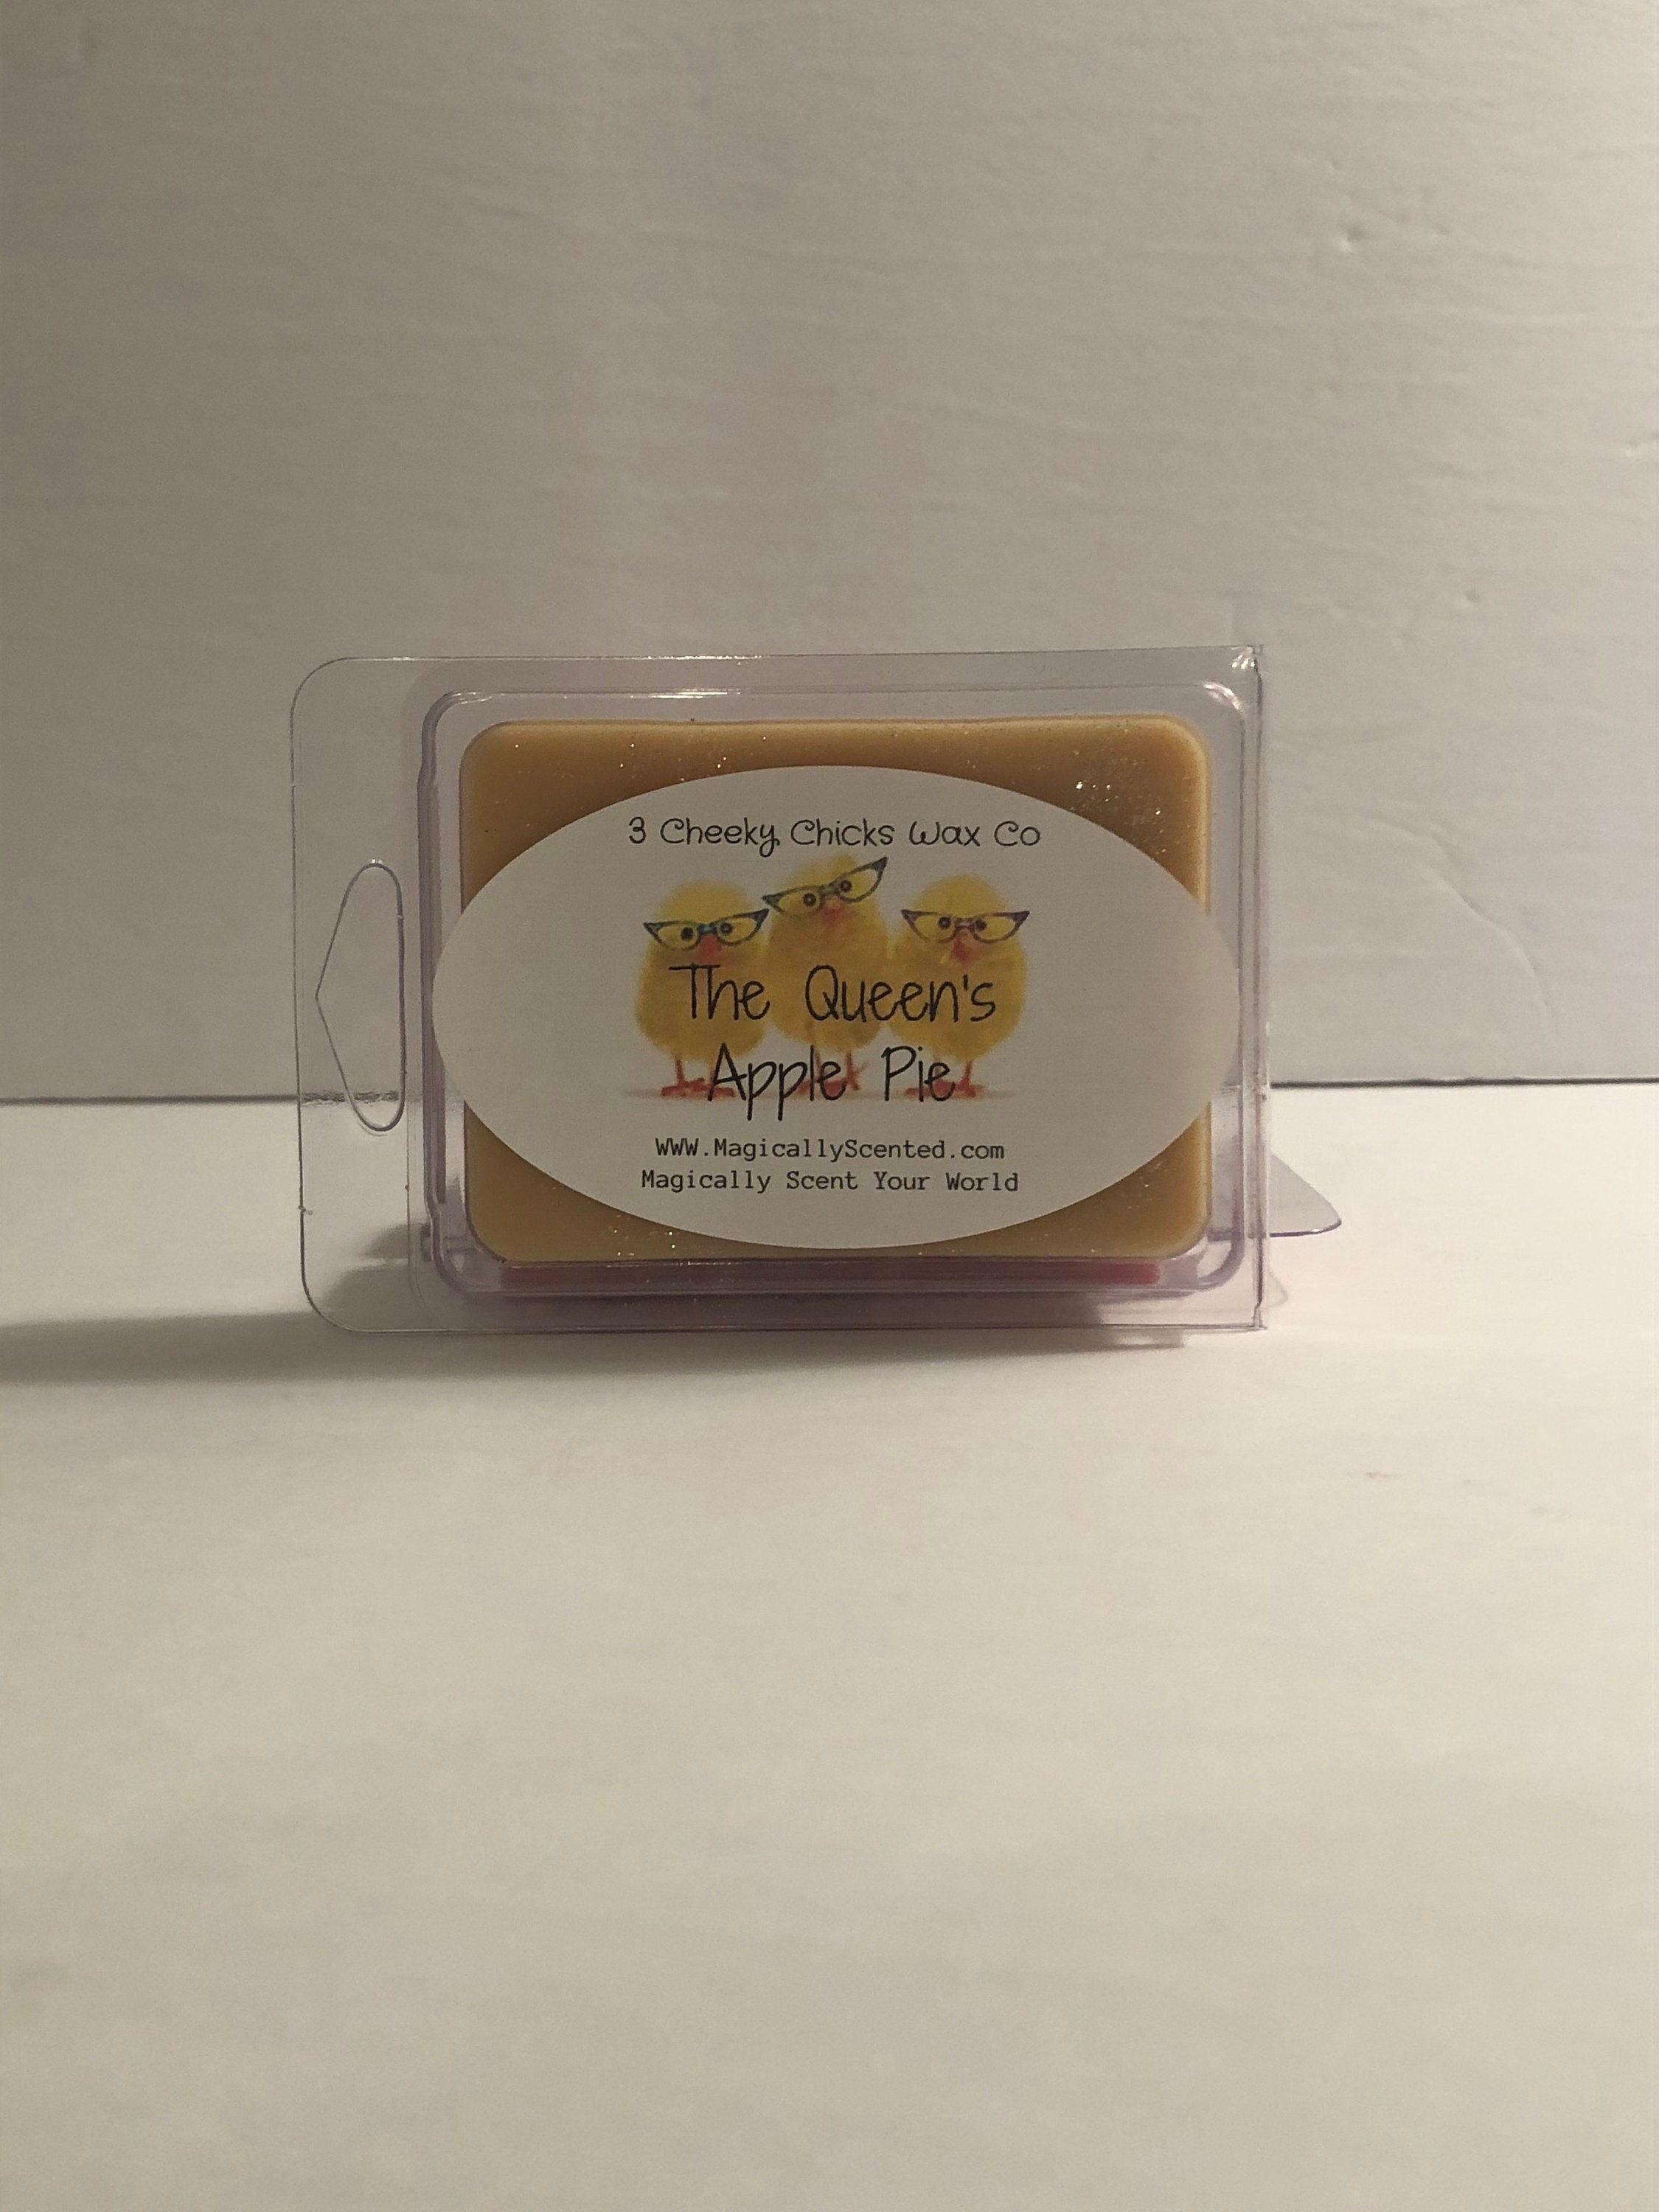 3 Cheeky Chicks Wax Co
The Queen's
Apple Pie
WWW.MagicallyScented.com
Magically Scent Your World